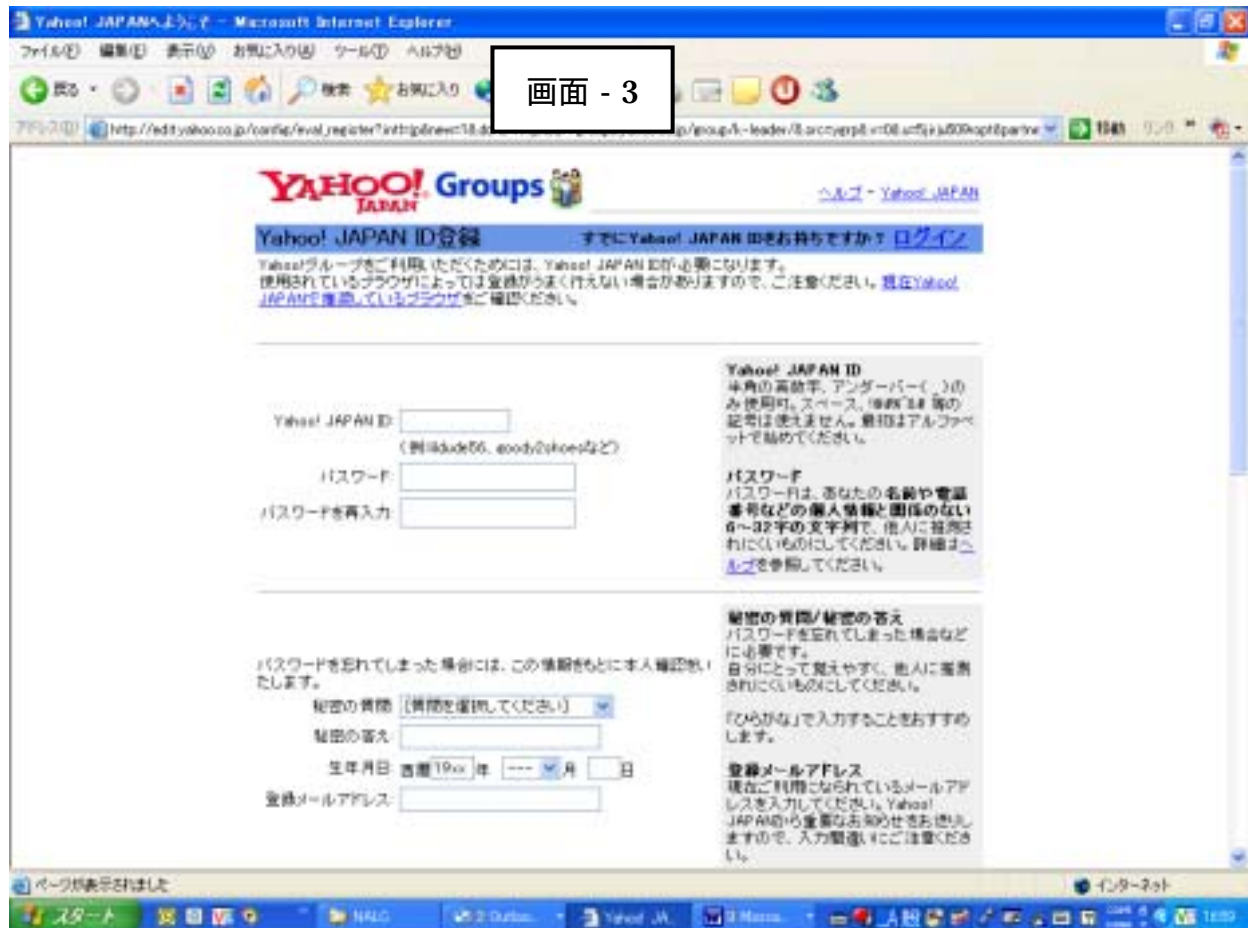 Yahoo! JAPANへようこそ - Microsoft Internet Explorer
ファイル(F) 編集(E) 表示(V) お気に入り(A) ツール(T) ヘルプ(H)
画面 - 3
戻る 検索 お気に入り
アドレス(D) 移動 リンク
YAHOO! JAPAN Groups
ヘルプ - Yahoo! JAPAN
Yahoo! JAPAN ID登録 すでにYahoo! JAPAN IDをお持ちですか? ログイン
Yahoo!グループをご利用いただくためには、Yahoo! JAPAN IDが必要になります。
使用されているブラウザによっては登録がうまく行えない場合がありますので、ご注意ください。現在Yahoo!
JAPANで推奨しているブラウザをご確認ください。
Yahoo! JAPAN ID:
(例:lildude56、goody2shoesなど)
パスワード:
パスワードを再入力:
Yahoo! JAPAN ID
半角の英数字、アンダーバー( _ )の
み使用可。スペース、 等の
記号は使えません。最初はアルファベ
ットで始めてください。
パスワード
パスワードは、あなたの名前や電話
番号などの個人情報と関係のない
6~32字の文字列で、他人に推測さ
れにくいものにしてください。詳細はヘ
ルプを参照してください。
パスワードを忘れてしまった場合には、この情報をもとに本人確認をい
たします。
秘密の質問: [質問を選択してください]
秘密の答え:
生年月日: 西暦 19xx 年 --- 月 日
登録メールアドレス:
秘密の質問/秘密の答え
パスワードを忘れてしまった場合など
に必要です。
自分にとって覚えやすく、他人に推測
されにくいものにしてください。
「ひらがな」で入力することをおすすめ
します。
登録メールアドレス
現在ご利用になられているメールアド
レスを入力してください。Yahoo!
JAPANから重要なお知らせをお送りし
ますので、入力間違いにご注意くださ
い。
ページが表示されました インターネット
スタート NALC 2 Outloo... Yahoo! JA... 16:59